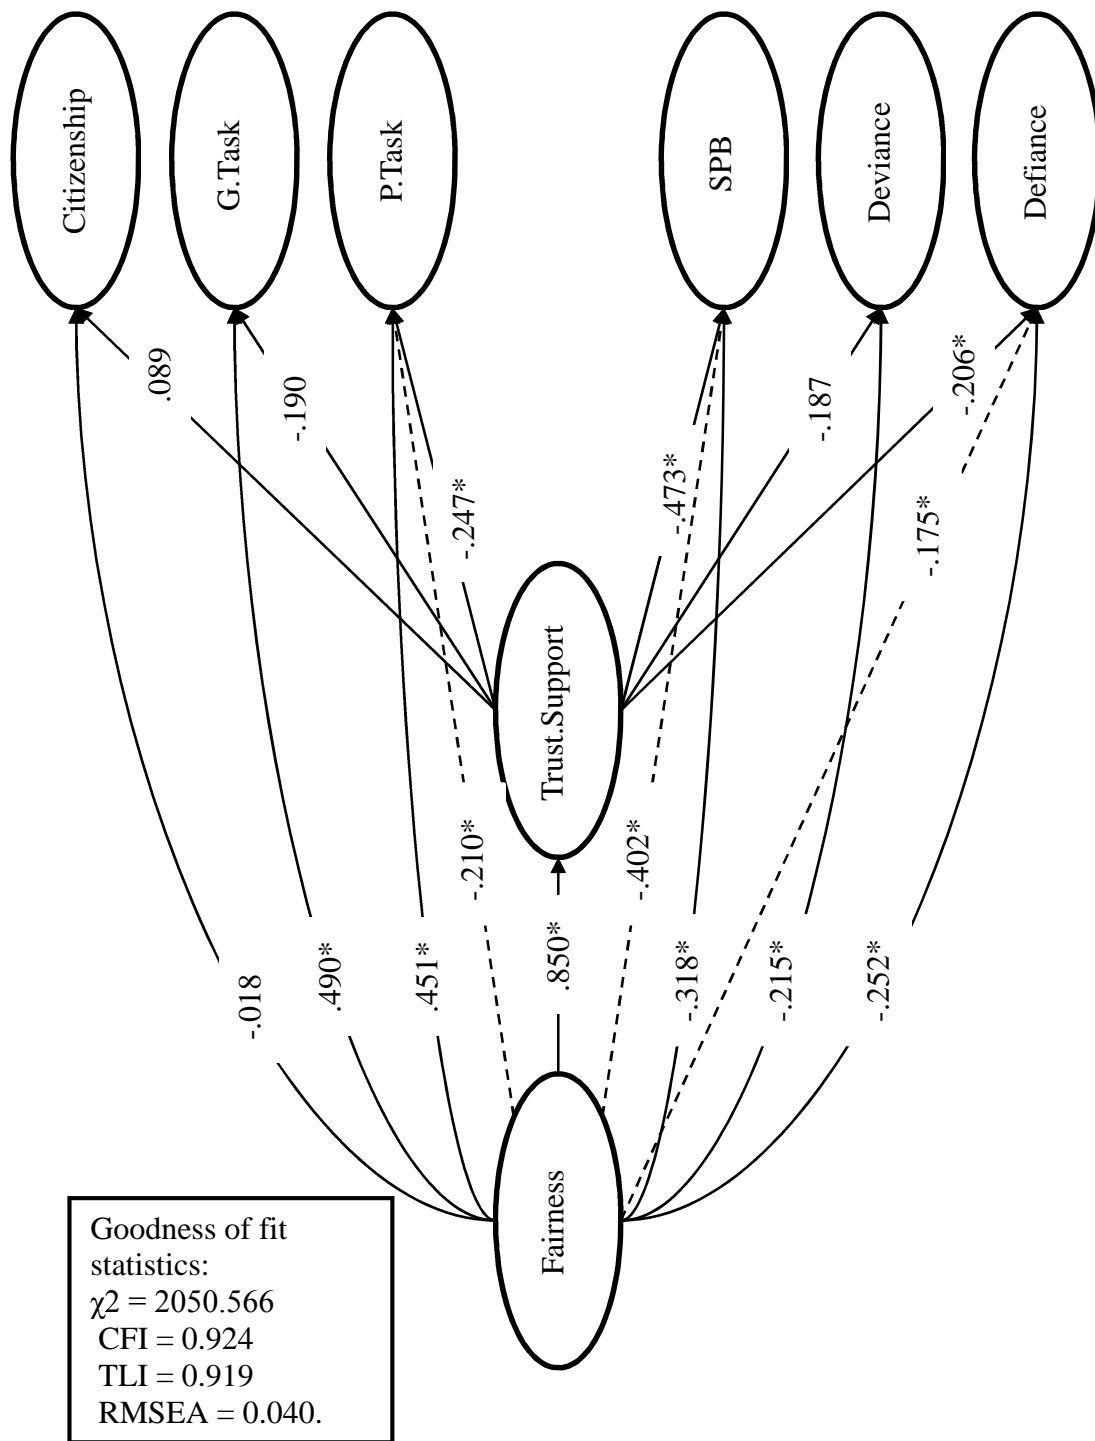 Citizenship
G.Task
P.Task
SPB
Deviance
Defiance
.089
-.190
-.247*
-.473*
-.187
-.206*
-.175*
Trust.Support
-.210*
-.402*
.850*
-.018
.490*
.451*
-.318*
-.215*
-.252*
Fairness
Goodness of fit
statistics:
χ2 = 2050.566
CFI = 0.924
TLI = 0.919
RMSEA = 0.040.